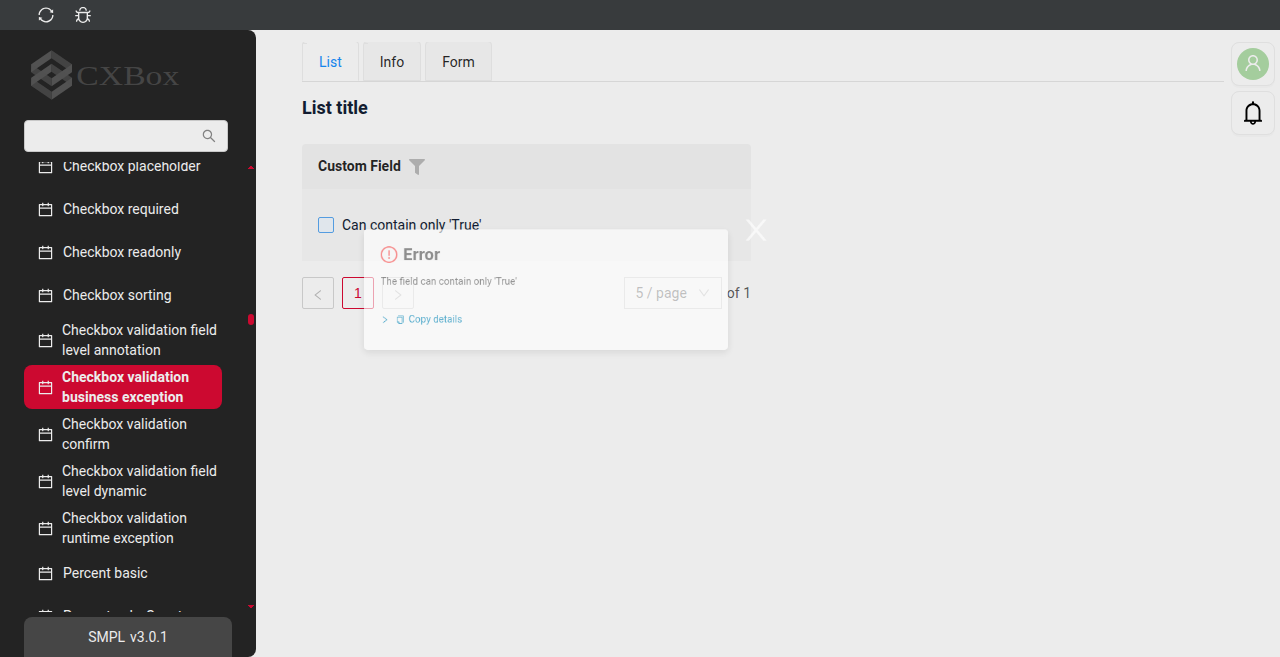 CXBox
Checkbox placeholder
Checkbox required
Checkbox readonly
Checkbox sorting
Checkbox validation field
level annotation
Checkbox validation
business exception
Checkbox validation
confirm
Checkbox validation field
level dynamic
Checkbox validation
runtime exception
Percent basic
SMPL v3.0.1
List Info Form
List title
Custom Field
Can contain only 'True'
Error
The field can contain only 'True'
Copy details
1
5 / page
of 1